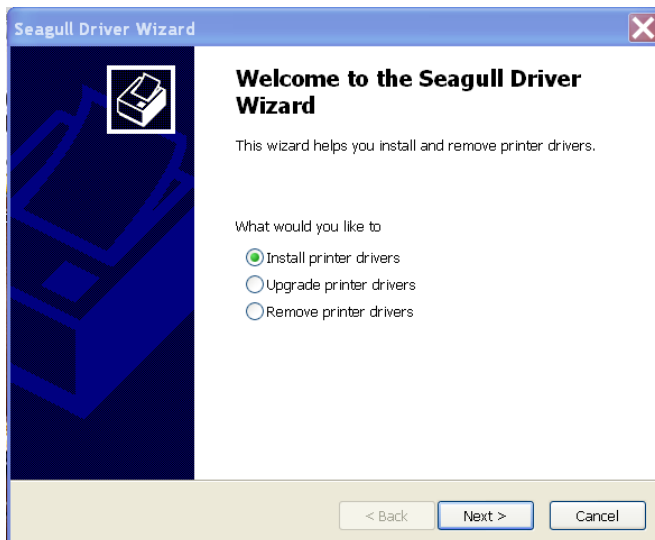 Seagull Driver Wizard
Welcome to the Seagull Driver
Wizard
This wizard helps you install and remove printer drivers.
What would you like to
Install printer drivers
Upgrade printer drivers
Remove printer drivers
< Back
Next >
Cancel